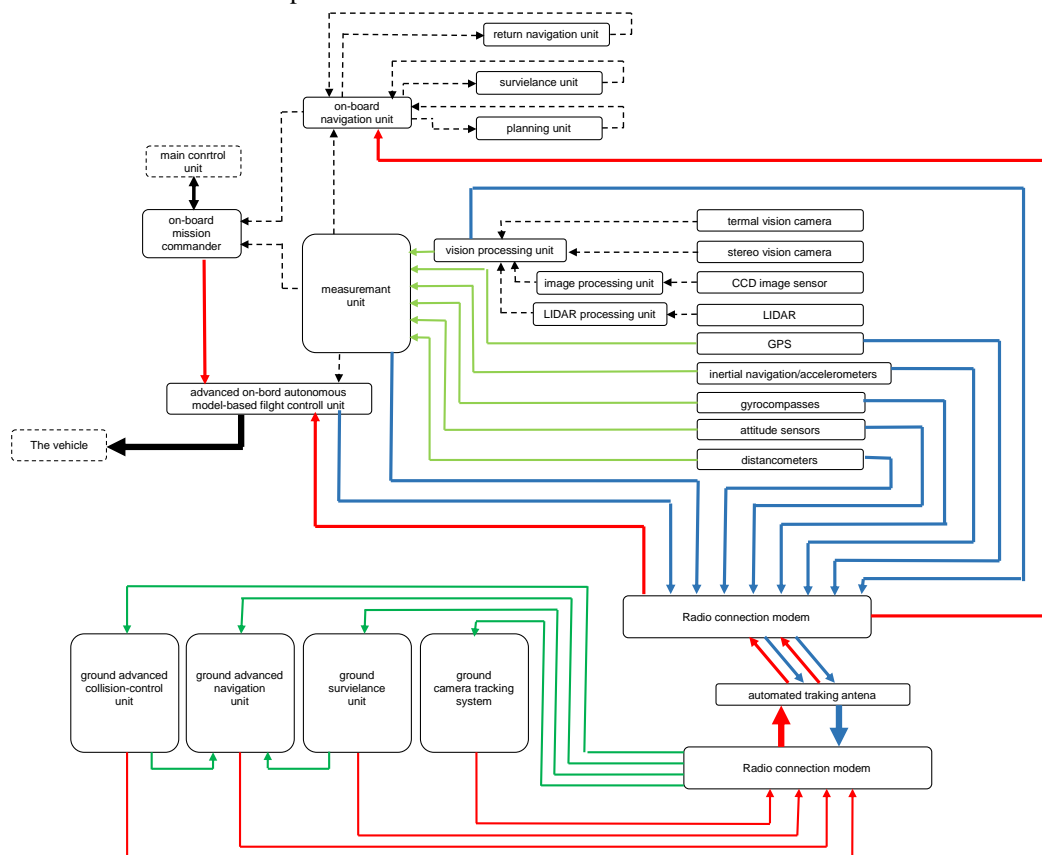 return navigation unit
survielance unit
on-board
navigation unit
planning unit
main conrtrol
unit
on-board
mission
commander
termal vision camera
vision processing unit
stereo vision camera
measuremant
unit
image processing unit
CCD image sensor
LIDAR processing unit
LIDAR
GPS
inertial navigation/accelerometers
advanced on-bord autonomous
model-based filght controll unit
gyrocompasses
attitude sensors
The vehicle
distancometers
Radio connection modem
ground advanced
collision-control
unit
ground advanced
navigation
unit
ground
survielance
unit
ground
camera tracking
system
automated traking antena
Radio connection modem